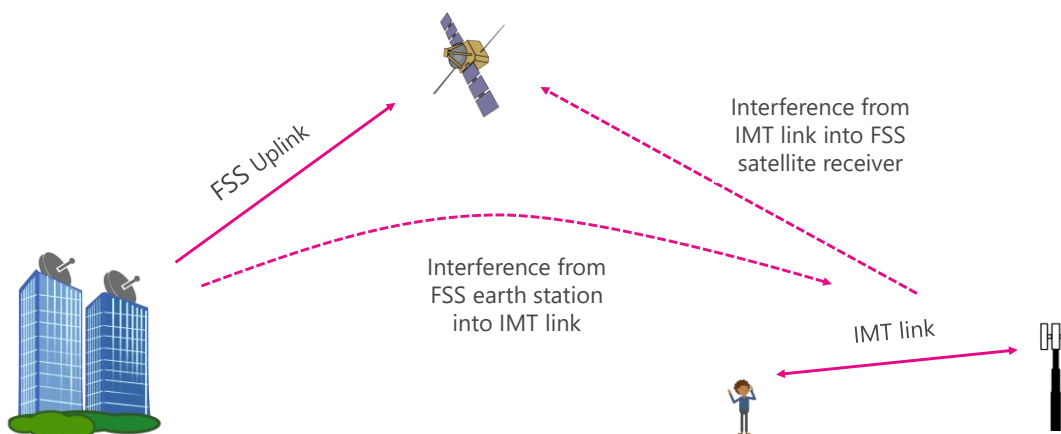 FSS Uplink
Interference from
IMT link into FSS
satellite receiver
Interference from
FSS earth station
into IMT link
IMT link